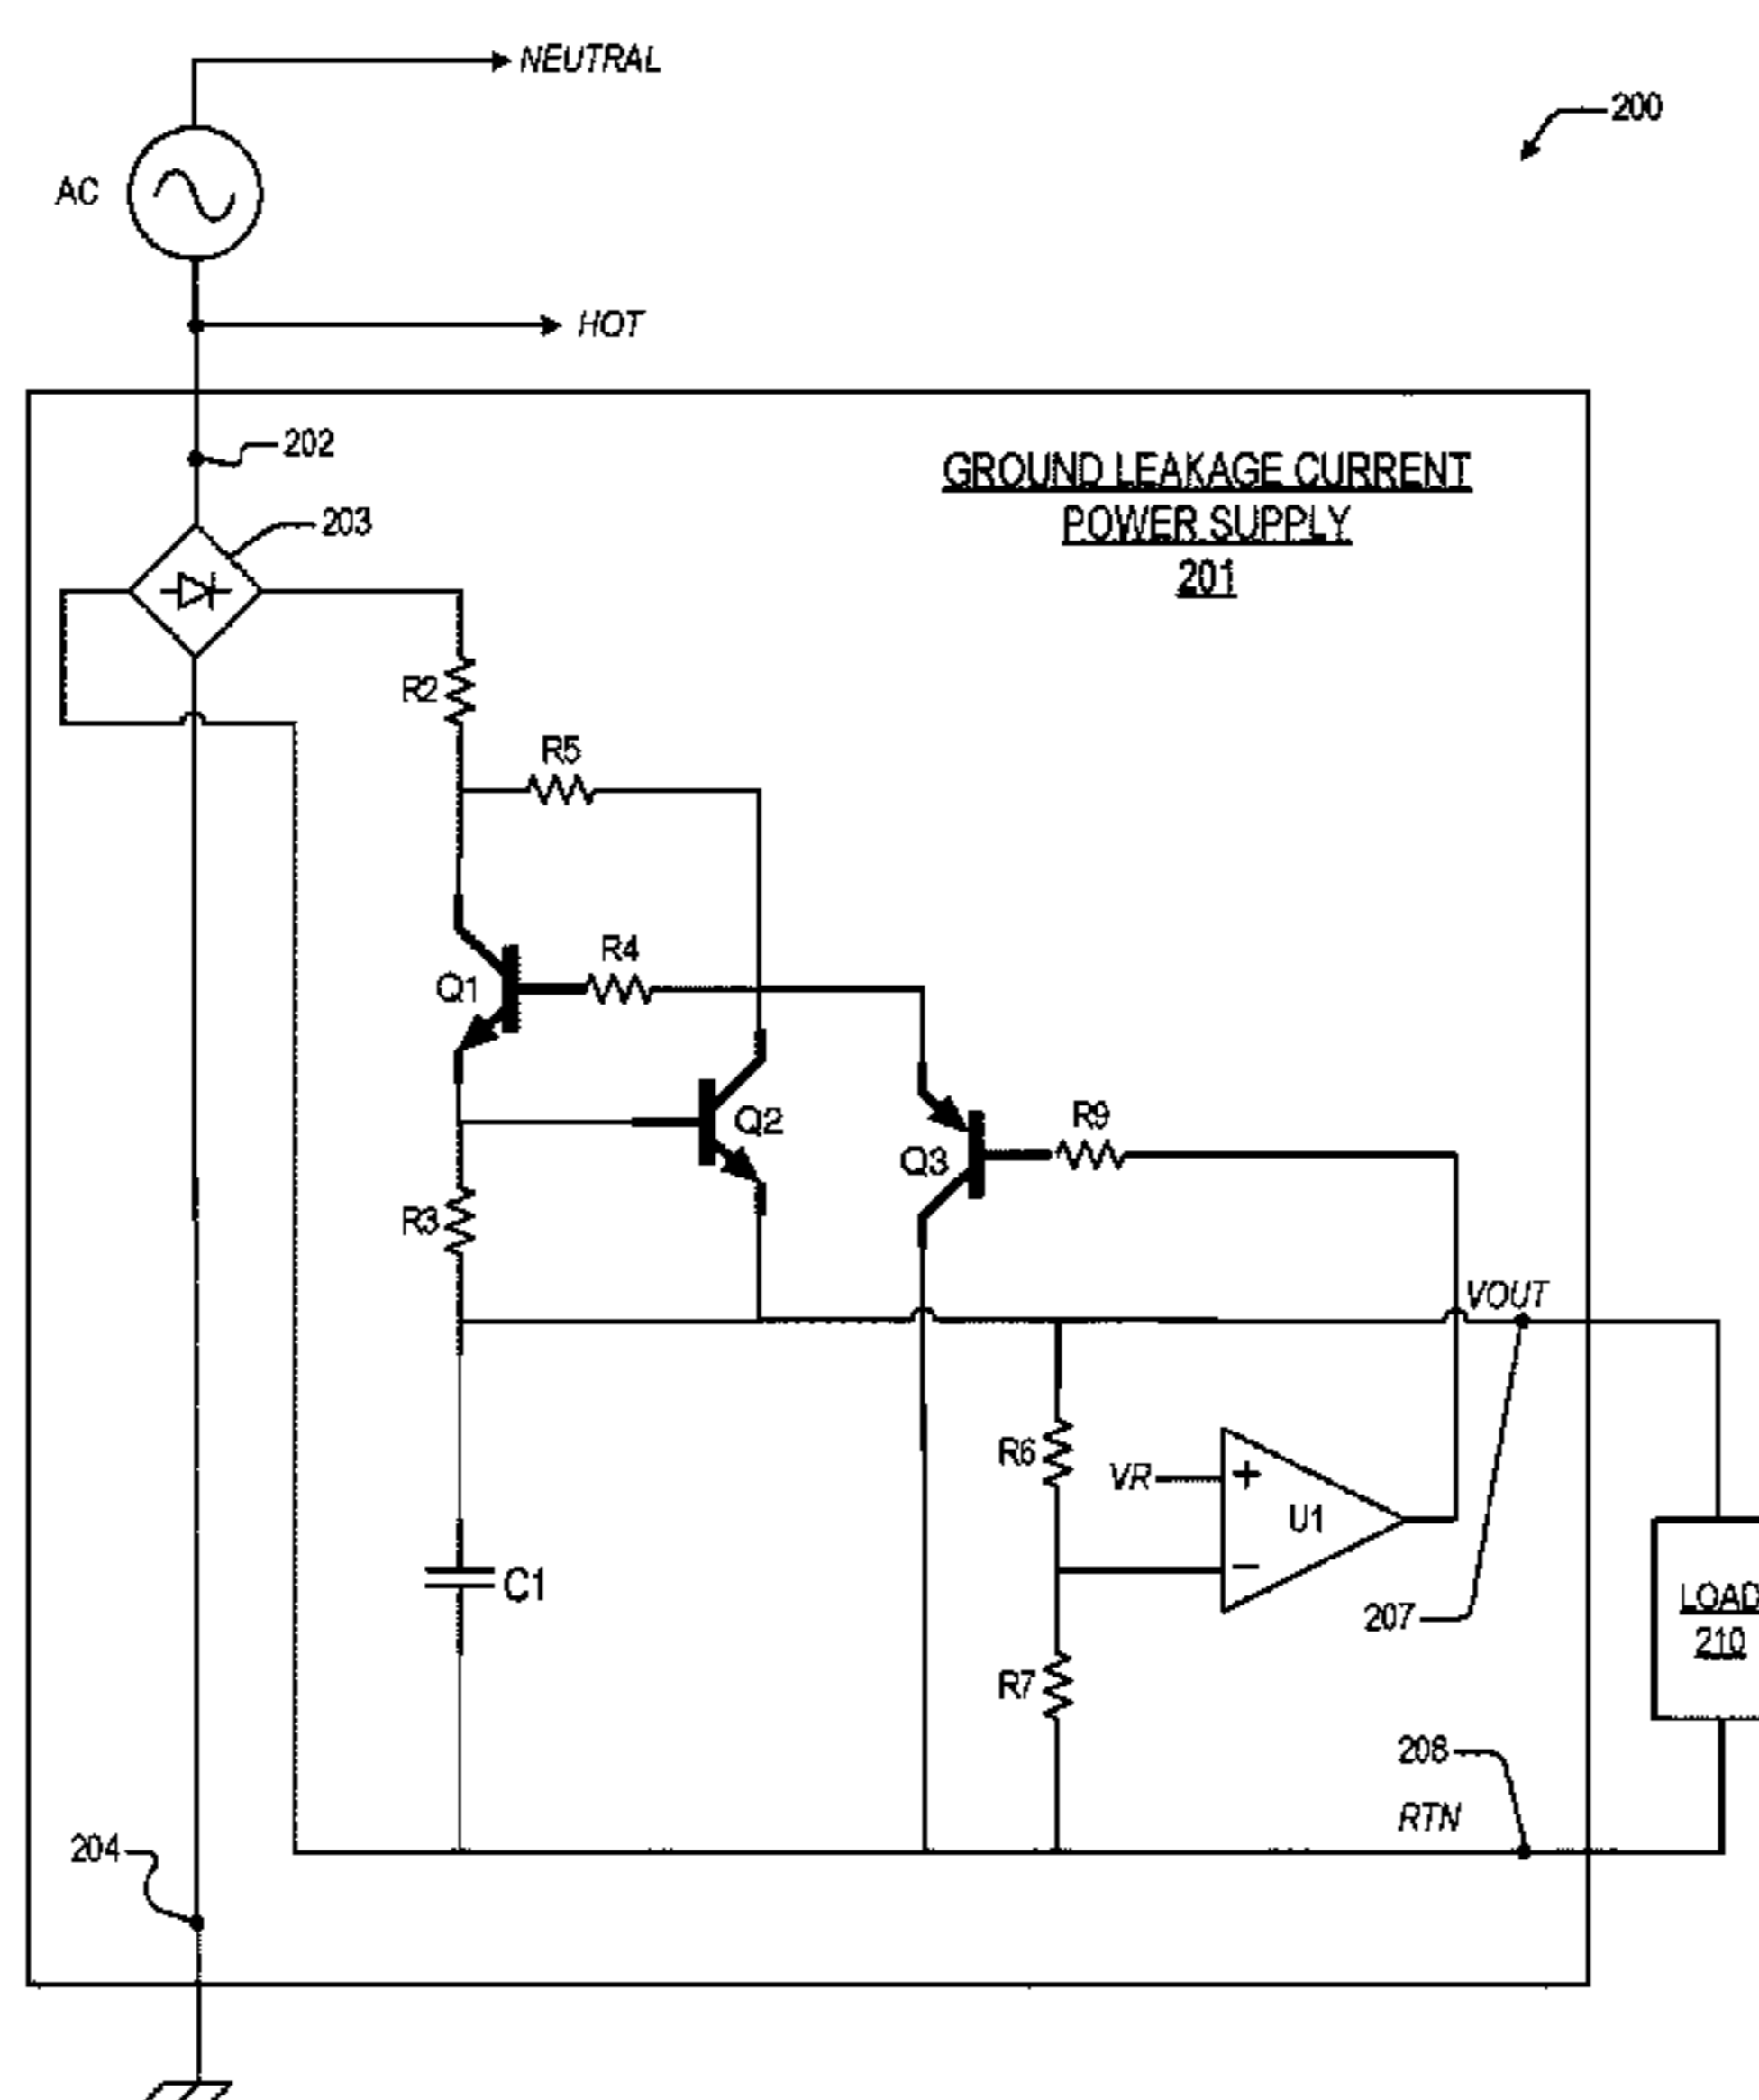 NEUTRAL
200
AC
HOT
202
GROUND LEAKAGE CURRENT
POWER SUPPLY
201
203
R2
R5
R4
Q1
Q2
R9
Q3
R3
VOUT
R6
VR
+
U1
−
C1
207
LOAD
210
R7
208
RTN
204